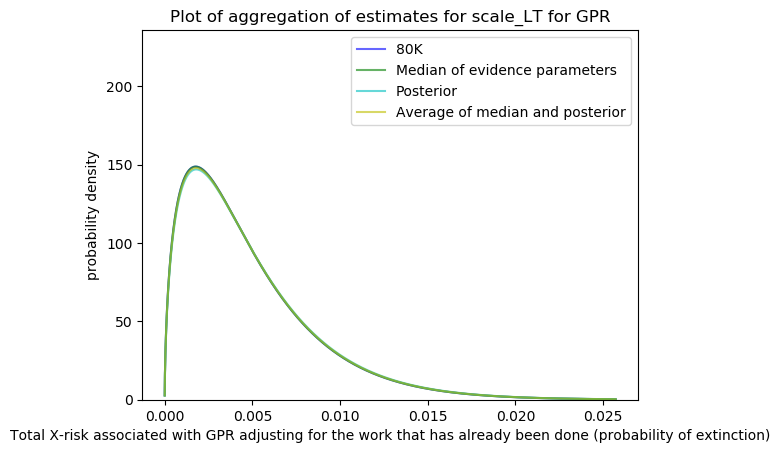 Plot of aggregation of estimates for scale_LT for GPR
80K
Median of evidence parameters
Posterior
Average of median and posterior
probability density
200
150
100
50
0
0.000 0.005 0.010 0.015 0.020 0.025
Total X-risk associated with GPR adjusting for the work that has already been done (probability of extinction)